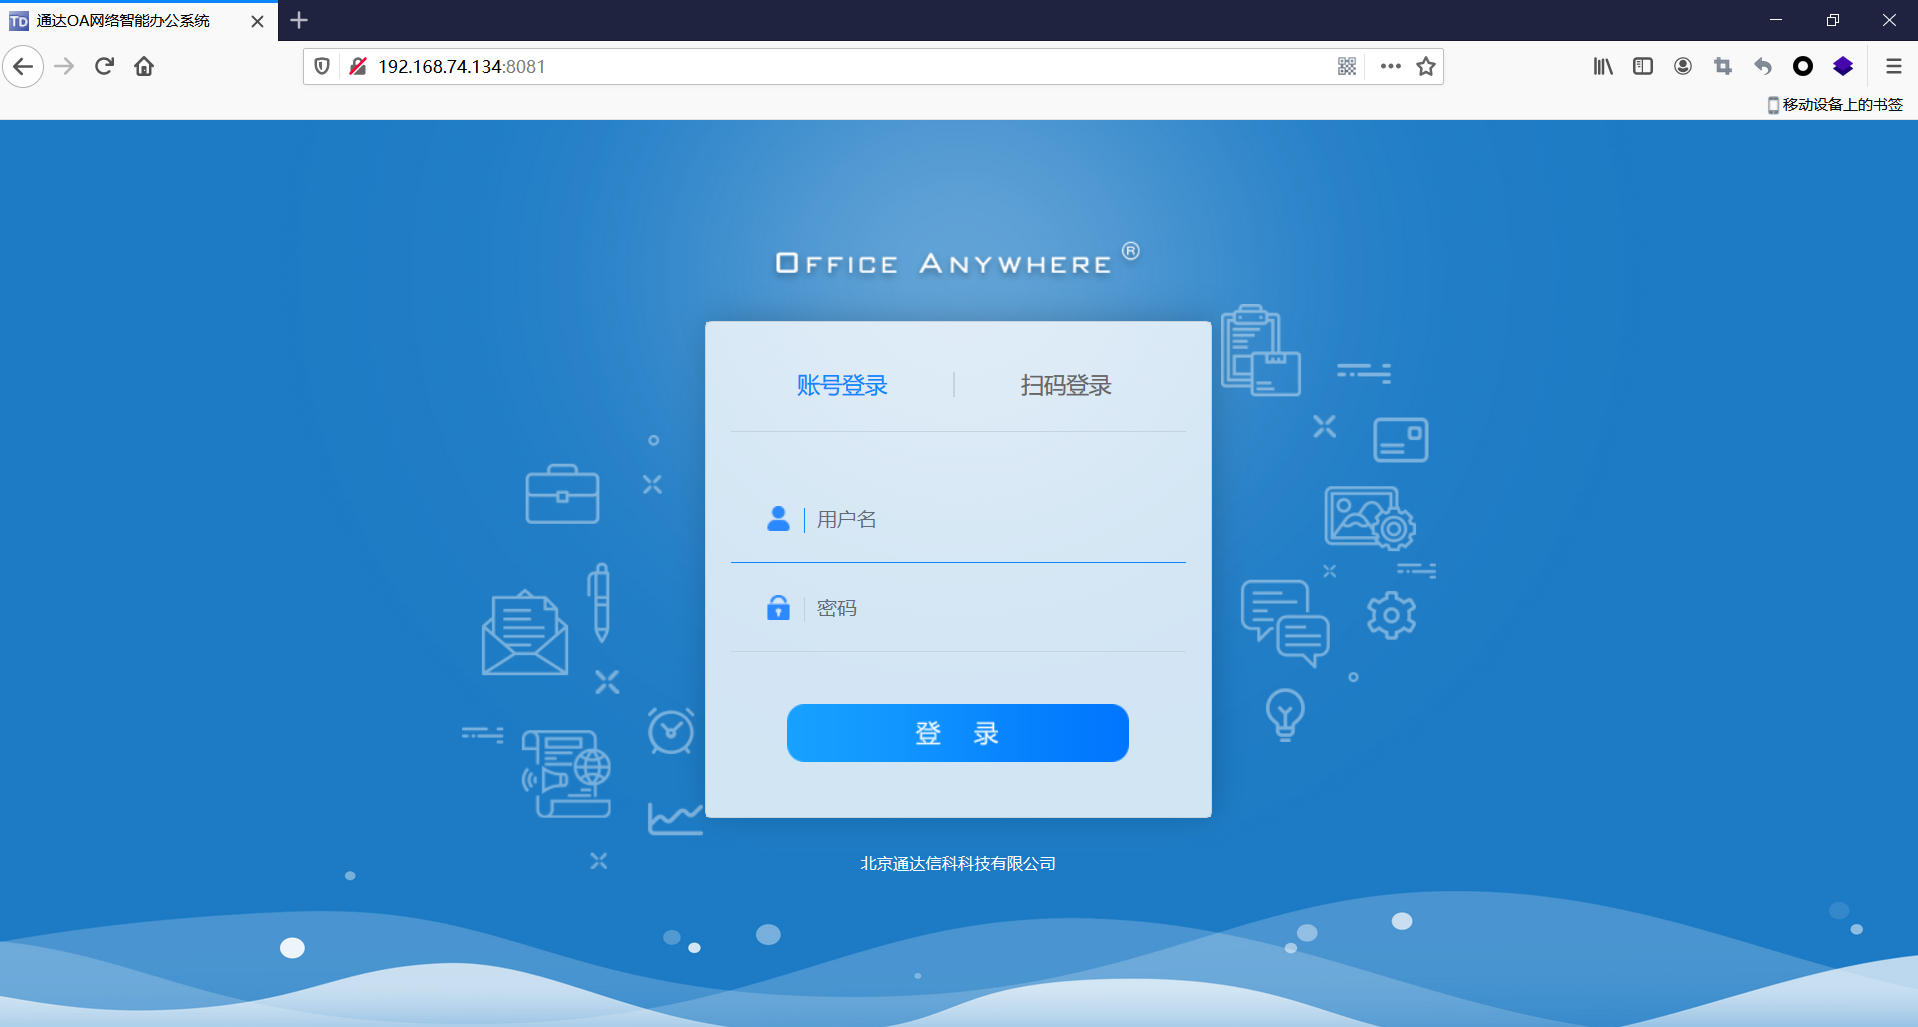 TD 通达OA网络智能办公系统
192.168.74.134:8081
移动设备上的书签
OFFICE ANYWHERE®
账号登录 扫码登录
用户名
密码
登 录
北京通达信科科技有限公司